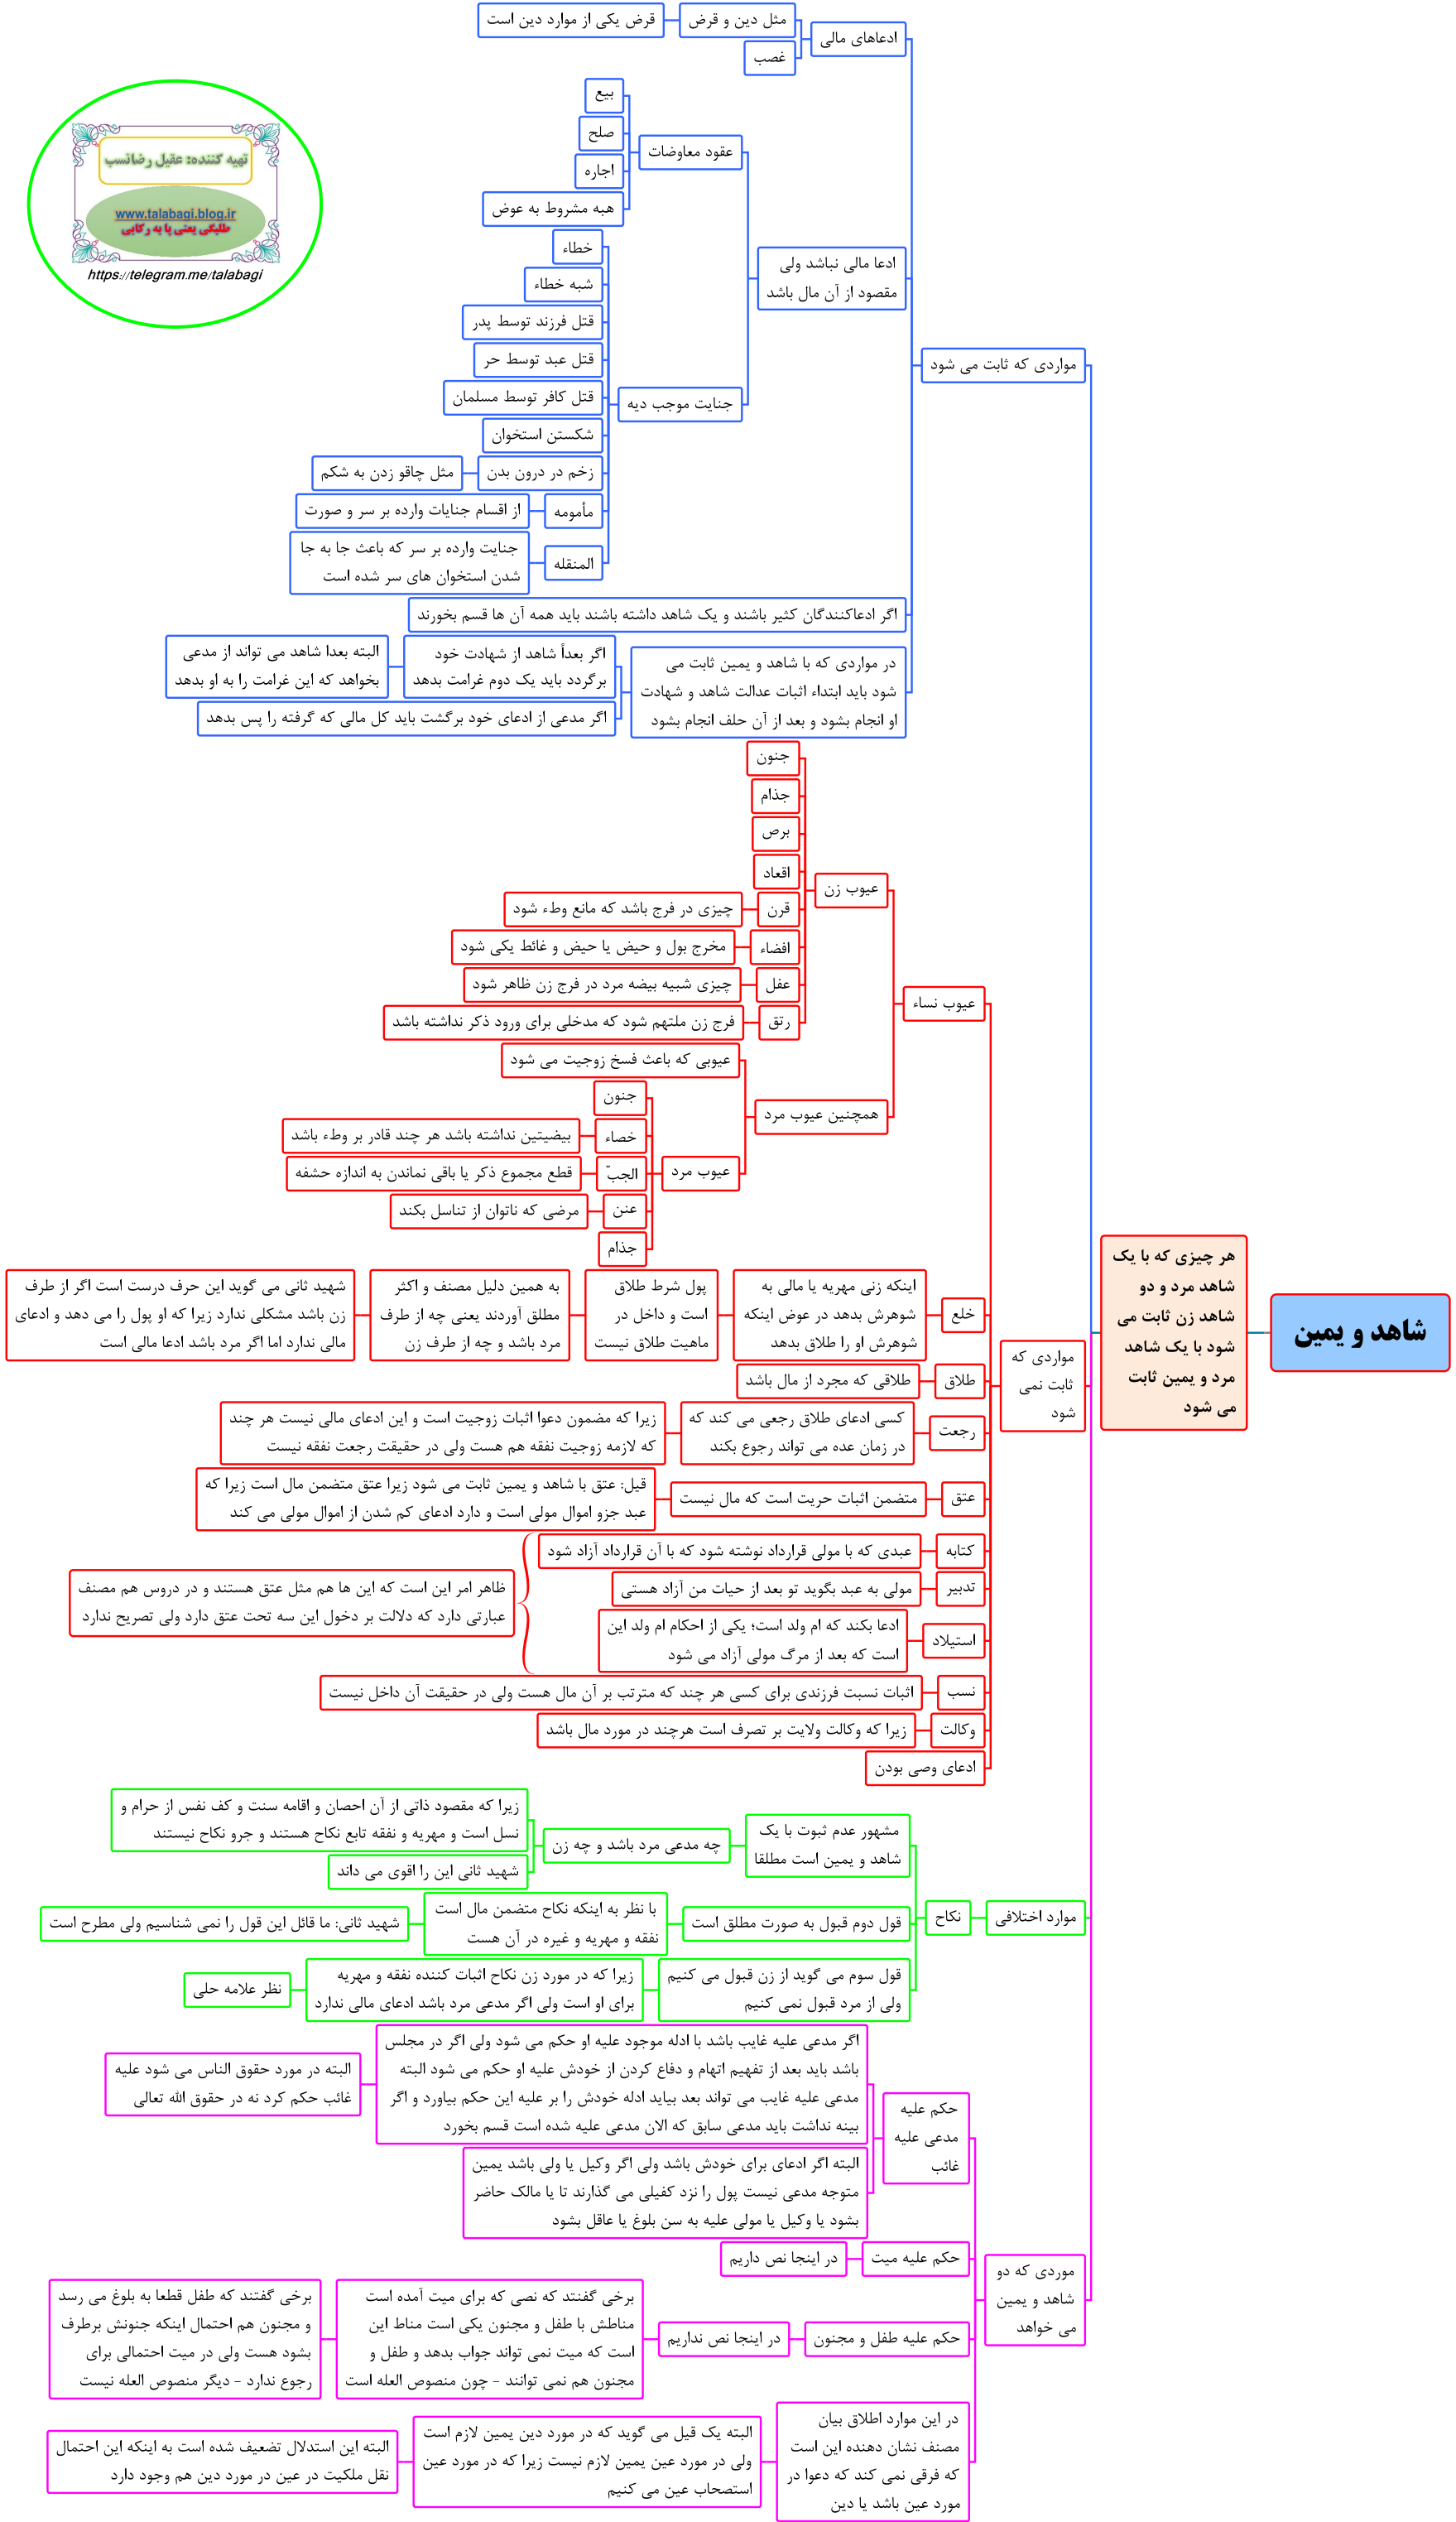 شاهد و یمین
هر چیزی که با یک
شاهد مرد و دو
شاهد زن ثابت می
شود با یک شاهد
مرد و یمین ثابت
می شود
مواردی که ثابت می شود
ادعاهای مالی
مثل دین و قرض
قرض یکی از موارد دین است
غصب
ادعا مالی نباشد ولی
مقصود از آن مال باشد
عقود معاوضات
بیع
صلح
اجاره
هبه مشروط به عوض
جنایت موجب دیه
خطاء
شبه خطاء
قتل فرزند توسط پدر
قتل عبد توسط حر
قتل کافر توسط مسلمان
شکستن استخوان
زخم در درون بدن
مثل چاقو زدن به شکم
مأمومه
از اقسام جنایات وارده بر سر و صورت
المنقله
جنایت وارده بر سر که باعث جا به جا
شدن استخوان های سر شده است
اگر ادعاکنندگان کثیر باشند و یک شاهد داشته باشند باید همه آن ها قسم بخورند
در مواردی که با شاهد و یمین ثابت می
شود باید ابتداء اثبات عدالت شاهد و شهادت
او انجام بشود و بعد از آن حلف انجام بشود
اگر بعدأ شاهد از شهادت خود
برگردد باید یک دوم غرامت بدهد
البته بعدا شاهد می تواند از مدعی
بخواهد که این غرامت را به او بدهد
اگر مدعی از ادعای خود برگشت باید کل مالی که گرفته را پس بدهد
مواردی که
ثابت نمی
شود
عیوب نساء
عیوب زن
جنون
جذام
برص
اقعاد
قرن
چیزی در فرج باشد که مانع وطء شود
افضاء
مخرج بول و حیض یا حیض و غائط یکی شود
عفل
چیزی شبیه بیضه مرد در فرج زن ظاهر شود
رتق
فرج زن ملتهم شود که مدخلی برای ورود ذکر نداشته باشد
همچنین عیوب مرد
عیوبی که باعث فسخ زوجیت می شود
عیوب مرد
جنون
خصاء
بیضیتین نداشته باشد هر چند قادر بر وطء باشد
الجبّ
قطع مجموع ذکر یا باقی نماندن به اندازه حشفه
عنن
مرضی که ناتوان از تناسل بکند
جذام
خلع
اینکه زنی مهریه یا مالی به
شوهرش بدهد در عوض اینکه
شوهرش او را طلاق بدهد
پول شرط طلاق
است و داخل در
ماهیت طلاق نیست
به همین دلیل مصنف و اکثر
مطلق آوردند یعنی چه از طرف
مرد باشد و چه از طرف زن
شهید ثانی می گوید این حرف درست است اگر از طرف
زن باشد مشکلی ندارد زیرا که او پول را می دهد و ادعای
مالی ندارد اما اگر مرد باشد ادعا مالی است
طلاق
طلاقی که مجرد از مال باشد
رجعت
کسی ادعای طلاق رجعی می کند که
در زمان عده می تواند رجوع بکند
زیرا که مضمون دعوا اثبات زوجیت است و این ادعای مالی نیست هر چند
که لازمه زوجیت نفقه هم هست ولی در حقیقت رجعت نفقه نیست
عتق
متضمن اثبات حریت است که مال نیست
قیل: عتق با شاهد و یمین ثابت می شود زیرا عتق متضمن مال است زیرا که
عبد جزو اموال مولی است و دارد ادعای کم شدن از اموال مولی می کند
کتابه
عبدی که با مولی قرارداد نوشته شود که با آن قرارداد آزاد شود
تدبیر
مولی به عبد بگوید تو بعد از حیات من آزاد هستی
استیلاد
ادعا بکند که ام ولد است؛ یکی از احکام ام ولد این
است که بعد از مرگ مولی آزاد می شود
ظاهر امر این است که این ها هم مثل عتق هستند و در دروس هم مصنف
عبارتی دارد که دلالت بر دخول این سه تحت عتق دارد ولی تصریح ندارد
نسب
اثبات نسبت فرزندی برای کسی هر چند که مترتب بر آن مال هست ولی در حقیقت آن داخل نیست
وکالت
زیرا که وکالت ولایت بر تصرف است هرچند در مورد مال باشد
ادعای وصی بودن
موارد اختلافی
نکاح
مشهور عدم ثبوت با یک
شاهد و یمین است مطلقا
چه مدعی مرد باشد و چه زن
زیرا که مقصود ذاتی از آن احصان و اقامه سنت و کف نفس از حرام و
نسل است و مهریه و نفقه تابع نکاح هستند و جرو نکاح نیستند
شهید ثانی این را اقوی می داند
قول دوم قبول به صورت مطلق است
با نظر به اینکه نکاح متضمن مال است
نفقه و مهریه و غیره در آن هست
شهید ثانی: ما قائل این قول را نمی شناسیم ولی مطرح است
قول سوم می گوید از زن قبول می کنیم
ولی از مرد قبول نمی کنیم
زیرا که در مورد زن نکاح اثبات کننده نفقه و مهریه
برای او است ولی اگر مدعی مرد باشد ادعای مالی ندارد
نظر علامه حلی
موردی که دو
شاهد و یمین
می خواهد
حکم علیه
مدعی علیه
غائب
اگر مدعی علیه غایب باشد با ادله موجود علیه او حکم می شود ولی اگر در مجلس
باشد باید بعد از تفهیم اتهام و دفاع کردن از خودش علیه او حکم می شود البته
مدعی علیه غایب می تواند بعد بیاید ادله خودش را بر علیه این حکم بیاورد و اگر
بینه نداشت باید مدعی سابق که الان مدعی علیه شده است قسم بخورد
البته در مورد حقوق الناس می شود علیه
غائب حکم کرد نه در حقوق الله تعالی
البته اگر ادعای برای خودش باشد ولی اگر وکیل یا ولی باشد یمین
متوجه مدعی نیست پول را نزد کفیلی می گذارند تا یا مالک حاضر
بشود یا وکیل یا مولی علیه به سن بلوغ یا عاقل بشود
حکم علیه میت
در اینجا نص داریم
حکم علیه طفل و مجنون
در اینجا نص نداریم
برخی گفنتد که نصی که برای میت آمده است
مناطش با طفل و مجنون یکی است مناط این
است که میت نمی تواند جواب بدهد و طفل و
مجنون هم نمی توانند - چون منصوص العله است
برخی گفتند که طفل قطعا به بلوغ می رسد
و مجنون هم احتمال اینکه جنونش برطرف
بشود هست ولی در میت احتمالی برای
رجوع ندارد - دیگر منصوص العله نیست
در این موارد اطلاق بیان
مصنف نشان دهنده این است
که فرقی نمی کند که دعوا در
مورد عین باشد یا دین
البته یک قیل می گوید که در مورد دین یمین لازم است
ولی در مورد عین یمین لازم نیست زیرا که در مورد عین
استصحاب عین می کنیم
البته این استدلال تضعیف شده است به اینکه این احتمال
نقل ملکیت در عین در مورد دین هم وجود دارد
تهیه کننده: عقیل رضانسب
www.talabagi.blog.ir
طلبگی یعنی پا به رکابی
https://telegram.me/talabagi